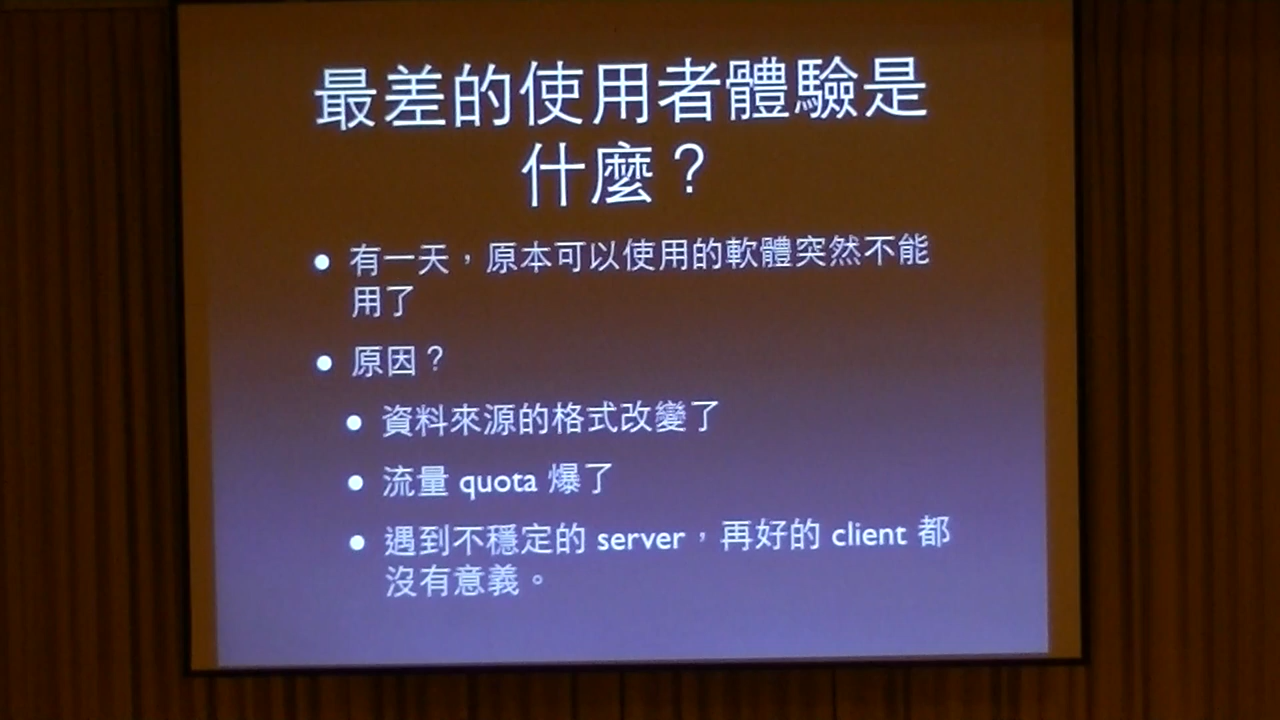 最差的使用者體驗是
什麼？
• 有一天，原本可以使用的軟體突然不能
用了
• 原因？
• 資料來源的格式改變了
• 流量 quota 爆了
• 遇到不穩定的 server，再好的 client 都
沒有意義。